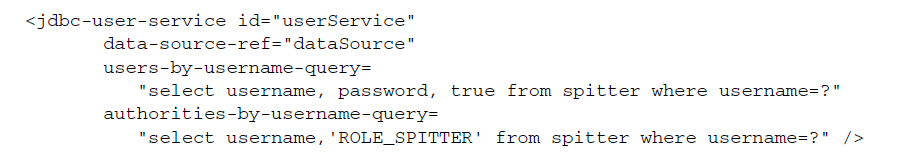 <jdbc-user-service id="userService"
data-source-ref="dataSource"
users-by-username-query=
"select username, password, true from spitter where username=?"
authorities-by-username-query=
"select username,'ROLE_SPITTER' from spitter where username=?" />